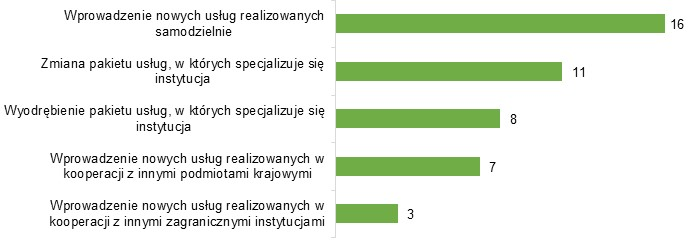 Wprowadzenie nowych usług realizowanych
samodzielnie
16
Zmiana pakietu usług, w których specjalizuje się
instytucja
11
Wyodrębienie pakietu usług, w których specjalizuje się
instytucja
8
Wprowadzenie nowych usług realizowanych w
kooperacji z innymi podmiotami krajowymi
7
Wprowadzenie nowych usług realizowanych w
kooperacji z innymi zagranicznymi instytucjami
3